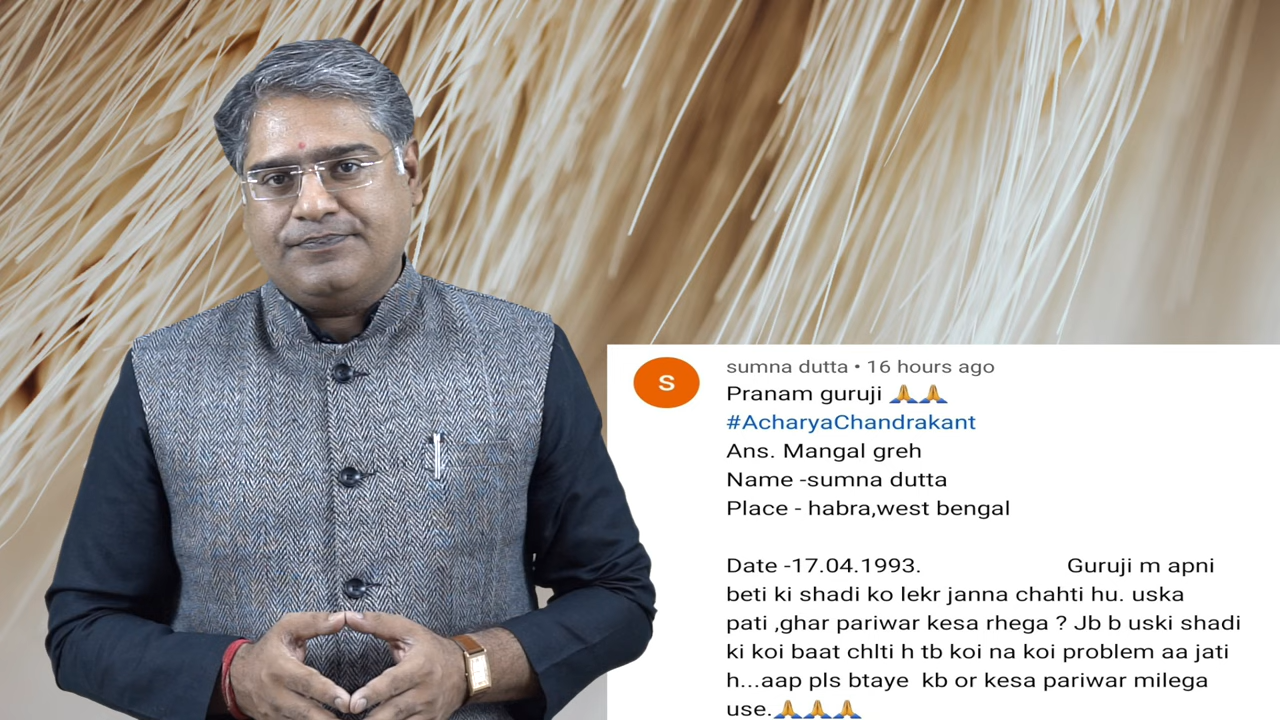 S
sumna dutta • 16 hours ago
Pranam guruji 🙏🙏
#AcharyaChandrakant
Ans. Mangal greh
Name -sumna dutta
Place - habra,west bengal
Date -17.04.1993. Guruji m apni
beti ki shadi ko lekr janna chahti hu. uska
pati ,ghar pariwar kesa rhega ? Jb b uski shadi
ki koi baat chlti h tb koi na koi problem aa jati
h...aap pls btaye kb or kesa pariwar milega
use.🙏🙏🙏